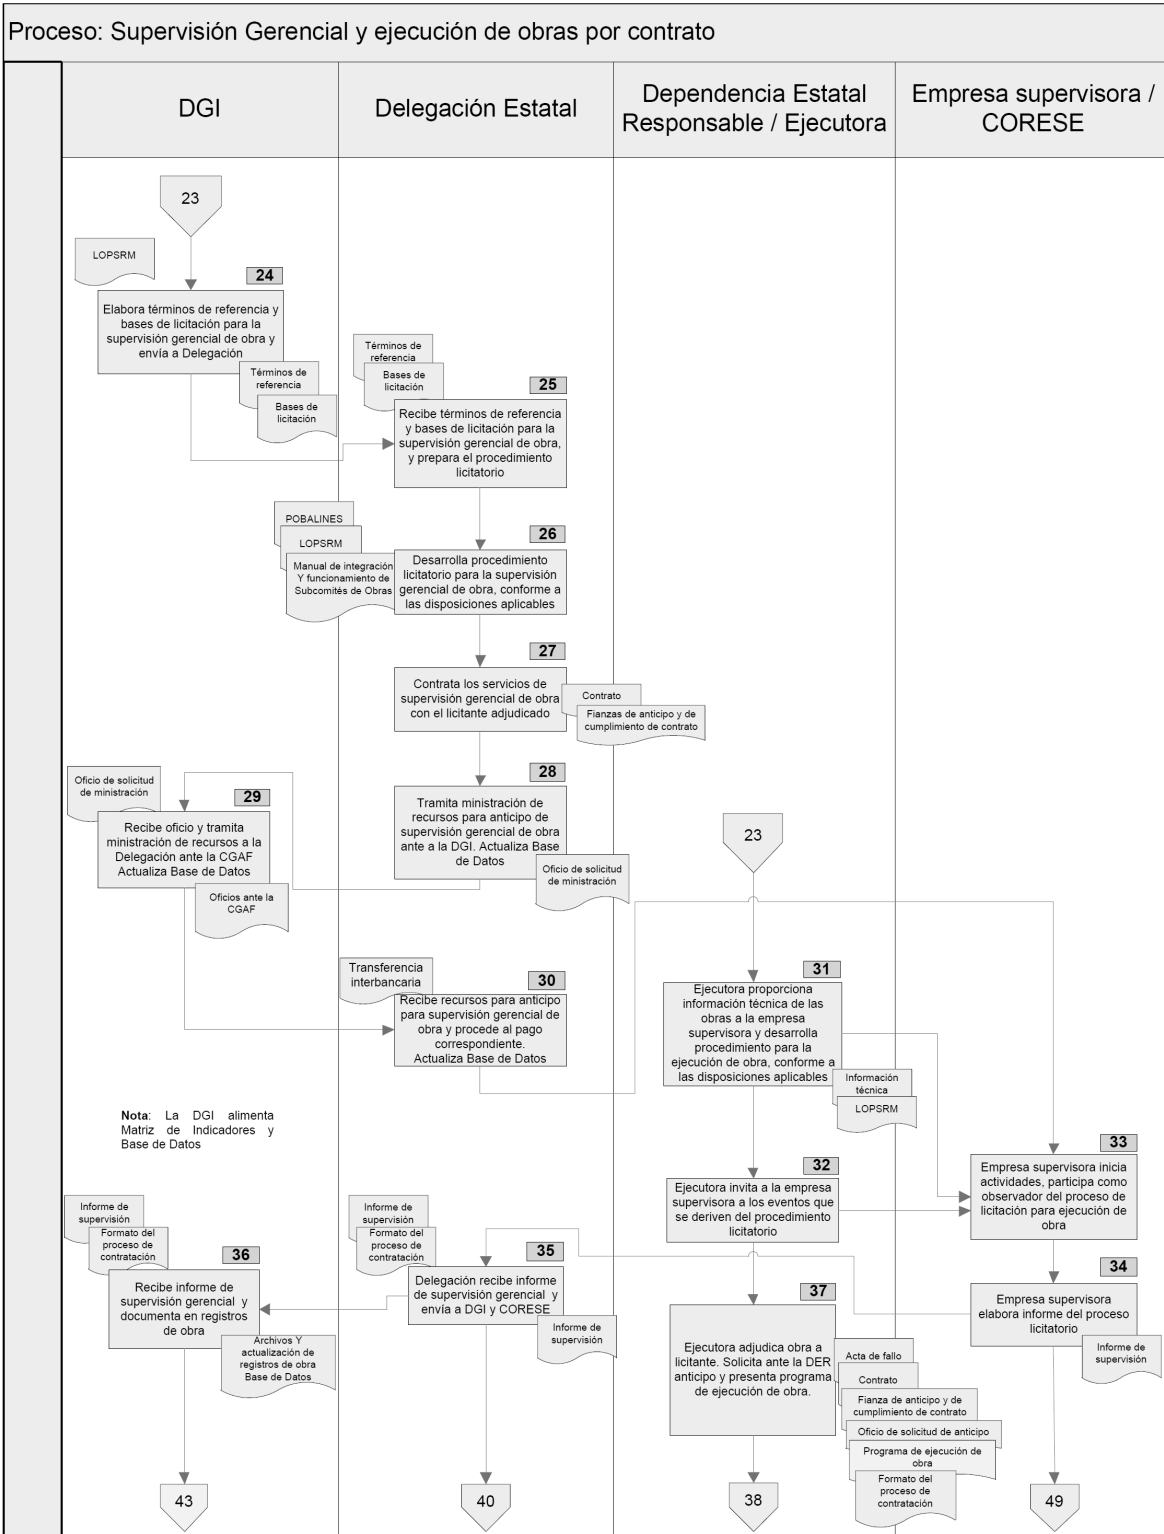 Proceso: Supervisión Gerencial y ejecución de obras por contrato
DGI
Delegación Estatal
Dependencia Estatal
Responsable / Ejecutora
Empresa supervisora /
CORESE
23
LOPSRM
24
Elabora términos de referencia y
bases de licitación para la
supervisión gerencial de obra y
envía a Delegación
Términos de
referencia
Bases de
licitación
Términos de
referencia
Bases de
licitación
25
Recibe términos de referencia
y bases de licitación para la
supervisión gerencial de obra,
y prepara el procedimiento
licitatorio
POBALINES
LOPSRM
Manual de integración
Y funcionamiento de
Subcomités de Obras
26
Desarrolla procedimiento
licitatorio para la supervisión
gerencial de obra, conforme a
las disposiciones aplicables
27
Contrata los servicios de
supervisión gerencial de obra
con el licitante adjudicado
Contrato
Fianzas de anticipo y de
cumplimiento de contrato
28
Tramita ministración de
recursos para anticipo de
supervisión gerencial de obra
ante a la DGI. Actualiza Base
de Datos
Oficio de solicitud
de ministración
Oficio de solicitud
de ministración
29
Recibe oficio y tramita
ministración de recursos a la
Delegación ante la CGAF
Actualiza Base de Datos
Oficios ante la
CGAF
23
Transferencia
interbancaria
30
Recibe recursos para anticipo
para supervisión gerencial de
obra y procede al pago
correspondiente.
Actualiza Base de Datos
31
Ejecutora proporciona
información técnica de las
obras a la empresa
supervisora y desarrolla
procedimiento para la
ejecución de obra, conforme a
las disposiciones aplicables
Información
técnica
LOPSRM
Nota: La DGI alimenta
Matriz de Indicadores y
Base de Datos
32
Ejecutora invita a la empresa
supervisora a los eventos que
se deriven del procedimiento
licitatorio
33
Empresa supervisora inicia
actividades, participa como
observador del proceso de
licitación para ejecución de
obra
34
Empresa supervisora
elabora informe del proceso
licitatorio
Informe de
supervisión
Informe de
supervisión
Formato del
proceso de
contratación
35
Delegación recibe informe
de supervisión gerencial y
envía a DGI y CORESE
Informe de
supervisión
Informe de
supervisión
Formato del
proceso de
contratación
36
Recibe informe de
supervisión gerencial y
documenta en registros
de obra
Archivos Y
actualización de
registros de obra
Base de Datos
37
Ejecutora adjudica obra a
licitante. Solicita ante la DER
anticipo y presenta programa
de ejecución de obra.
Acta de fallo
Contrato
Fianza de anticipo y de
cumplimiento de contrato
Oficio de solicitud de anticipo
Programa de ejecución de
obra
Formato del
proceso de
contratación
43
40
38
49